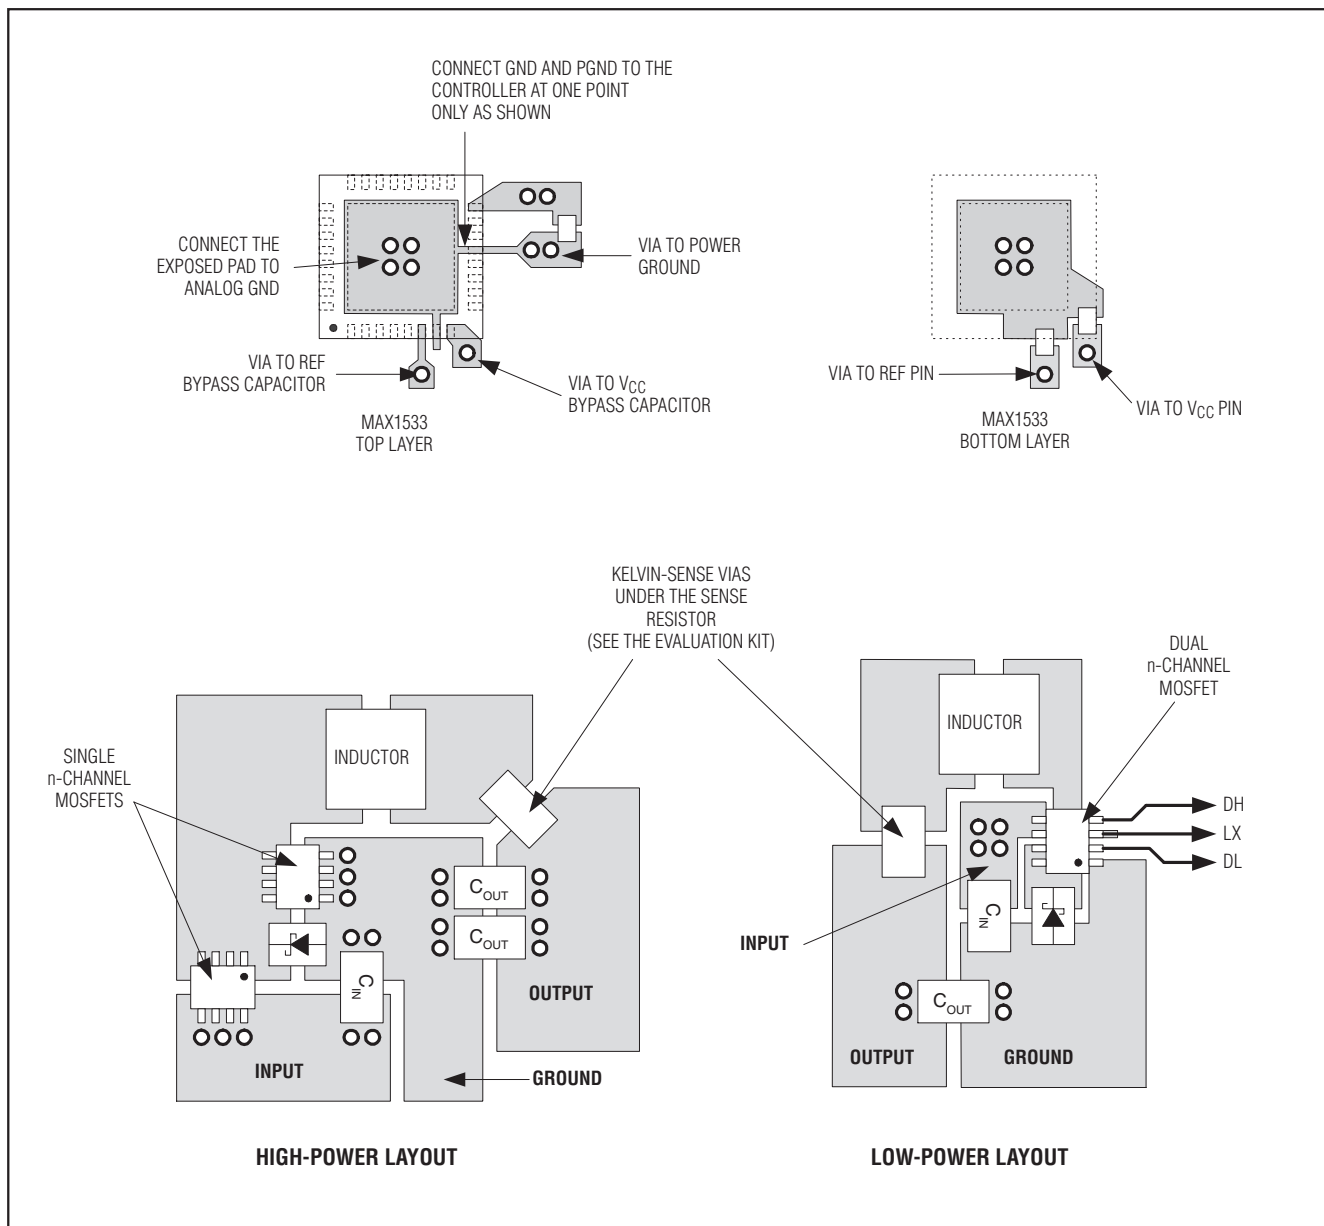 CONNECT GND AND PGND TO THE
CONTROLLER AT ONE POINT
ONLY AS SHOWN
CONNECT THE
EXPOSED PAD TO
ANALOG GND
VIA TO POWER
GROUND
VIA TO REF
BYPASS CAPACITOR
VIA TO VCC
BYPASS CAPACITOR
MAX1533
TOP LAYER
VIA TO REF PIN
VIA TO VCC PIN
MAX1533
BOTTOM LAYER
KELVIN-SENSE VIAS
UNDER THE SENSE
RESISTOR
(SEE THE EVALUATION KIT)
SINGLE
n-CHANNEL
MOSFETS
INDUCTOR
COUT
COUT
CIN
OUTPUT
INPUT
GROUND
HIGH-POWER LAYOUT
DUAL
n-CHANNEL
MOSFET
INDUCTOR
DH
LX
DL
CIN
INPUT
COUT
OUTPUT
GROUND
LOW-POWER LAYOUT